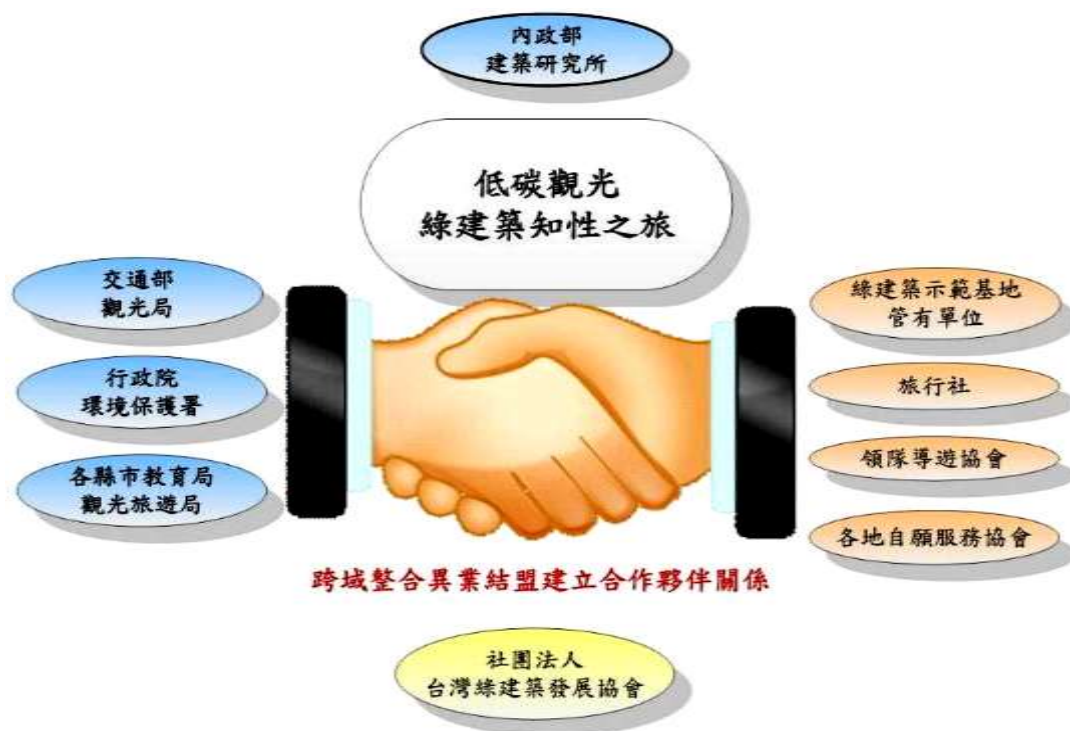 內政部
建築研究所
低碳觀光
綠建築知性之旅
交通部
觀光局
行政院
環境保護署
各縣市教育局
觀光旅遊局
綠建築示範基地
管有單位
旅行社
領隊導遊協會
各地自願服務協會
跨域整合異業結盟建立合作夥伴關係
社團法人
台灣綠建築發展協會